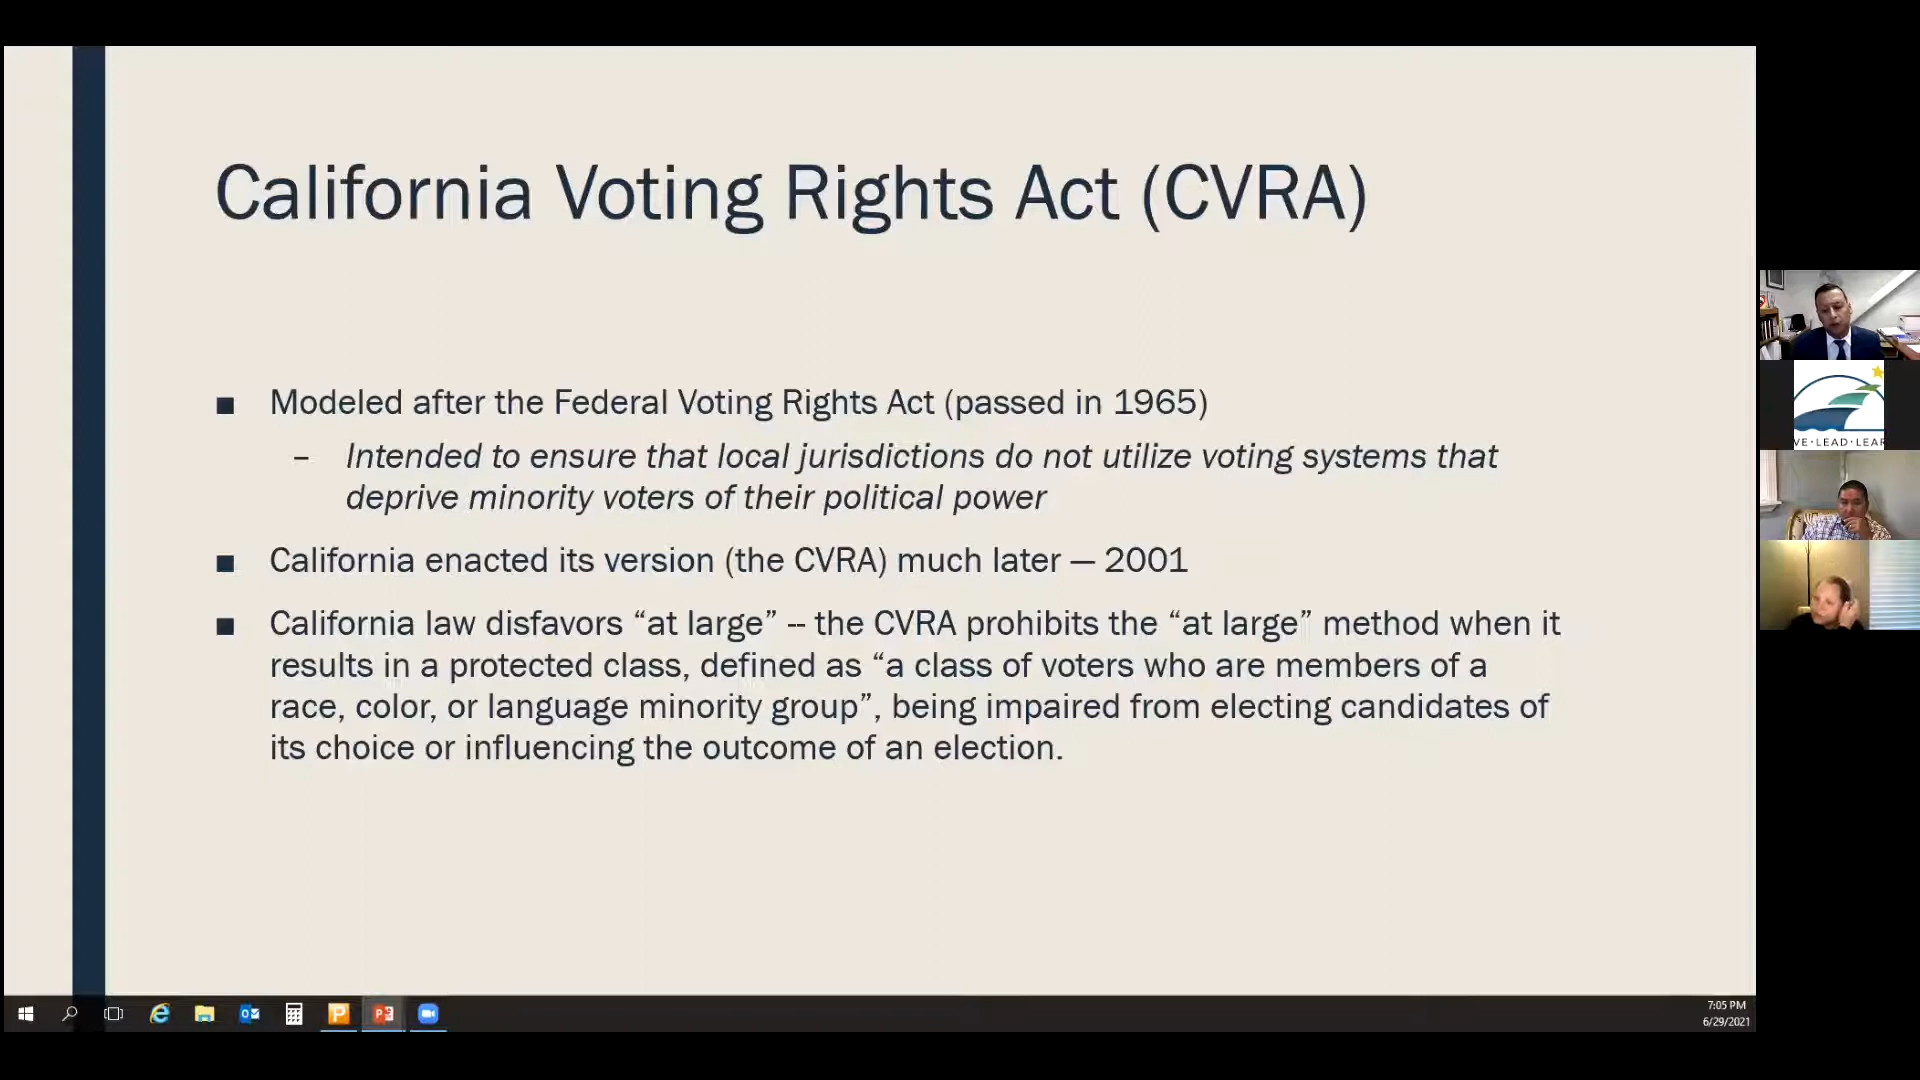 California Voting Rights Act (CVRA)
■ Modeled after the Federal Voting Rights Act (passed in 1965)
– Intended to ensure that local jurisdictions do not utilize voting systems that
deprive minority voters of their political power
■ California enacted its version (the CVRA) much later — 2001
■ California law disfavors “at large” -- the CVRA prohibits the “at large” method when it
results in a protected class, defined as “a class of voters who are members of a
race, color, or language minority group”, being impaired from electing candidates of
its choice or influencing the outcome of an election.
VE·LEAD·LEAR
7:05 PM
6/29/2021